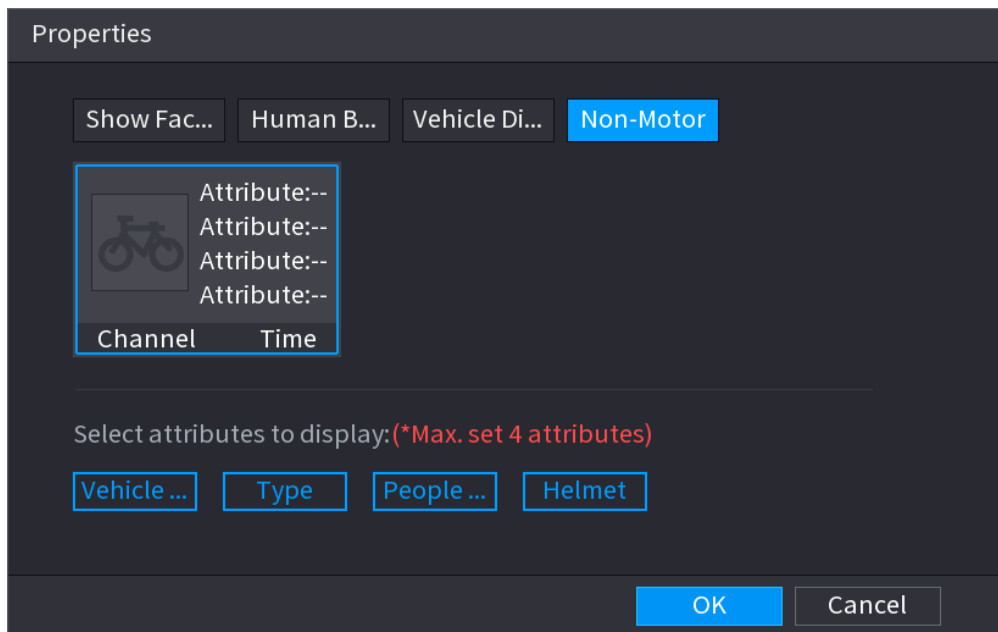 Properties
Show Fac... Human B... Vehicle Di... Non-Motor
Attribute:--
Attribute:--
Attribute:--
Attribute:--
Channel Time
Select attributes to display:(*Max. set 4 attributes)
Vehicle ... Type People ... Helmet
OK Cancel